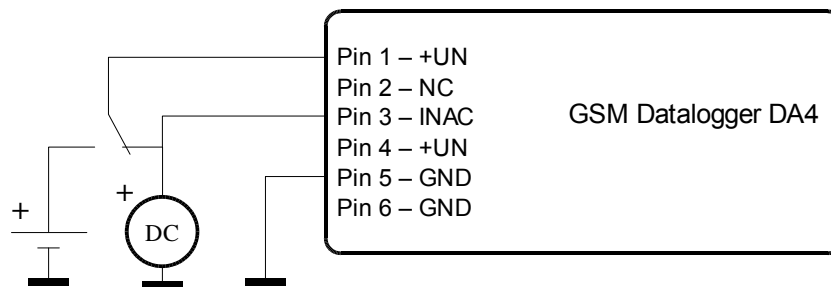 Pin 1 – +UN
Pin 2 – NC
Pin 3 – INAC
GSM Datalogger DA4
Pin 4 – +UN
Pin 5 – GND
Pin 6 – GND
+
+
DC